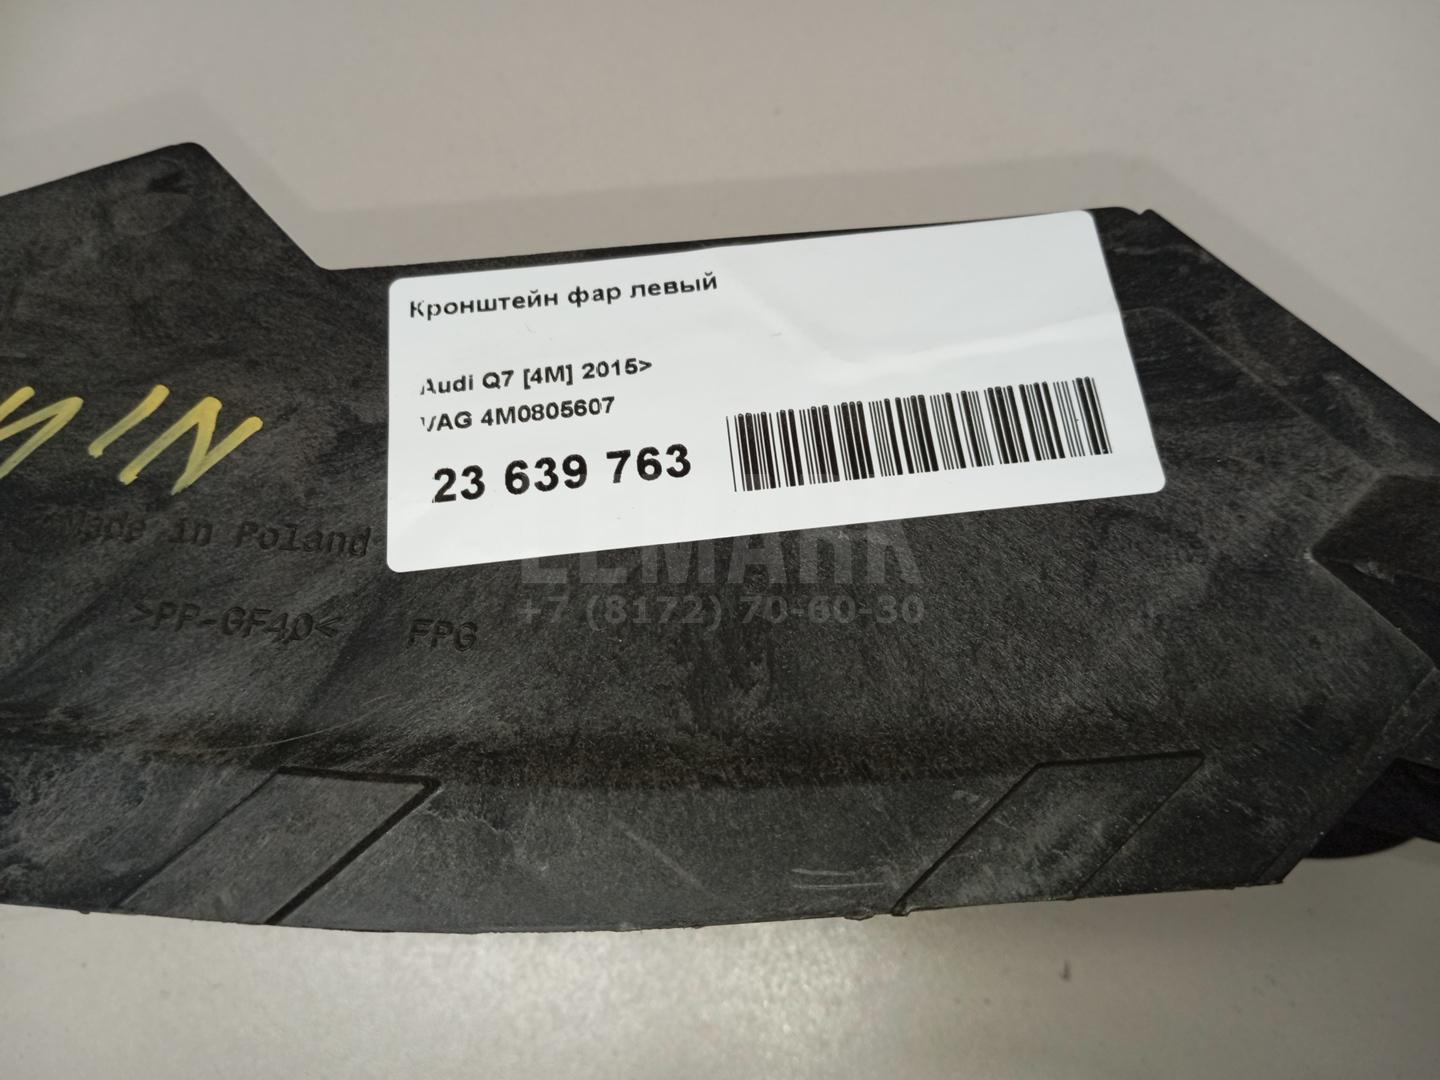 Кронштейн фар левый
Audi Q7 [4M] 2015>
VAG 4M0805607
23 639 763
Made in Poland
>PP-GF40<
FPG
+7 (8172) 70-60-30